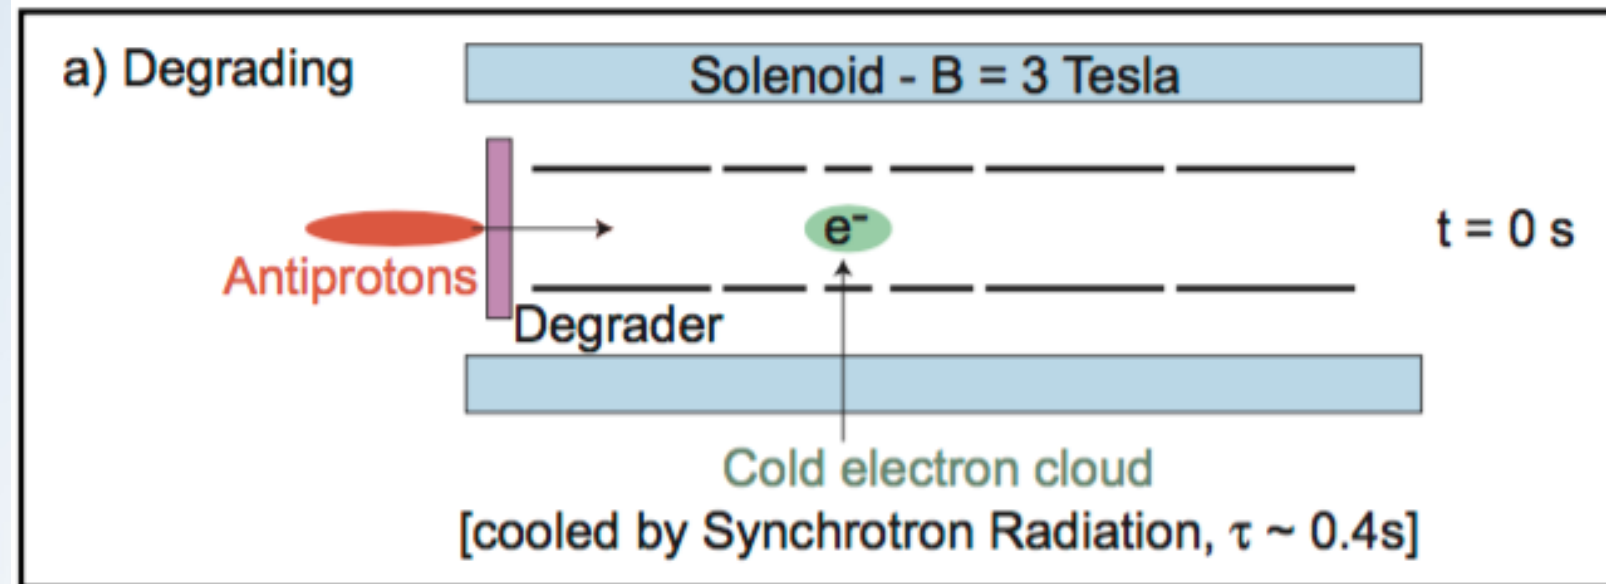 a) Degrading
Solenoid - B = 3 Tesla
e⁻
t = 0 s
Antiprotons
Degrader
Cold electron cloud
[cooled by Synchrotron Radiation, τ ~ 0.4s]